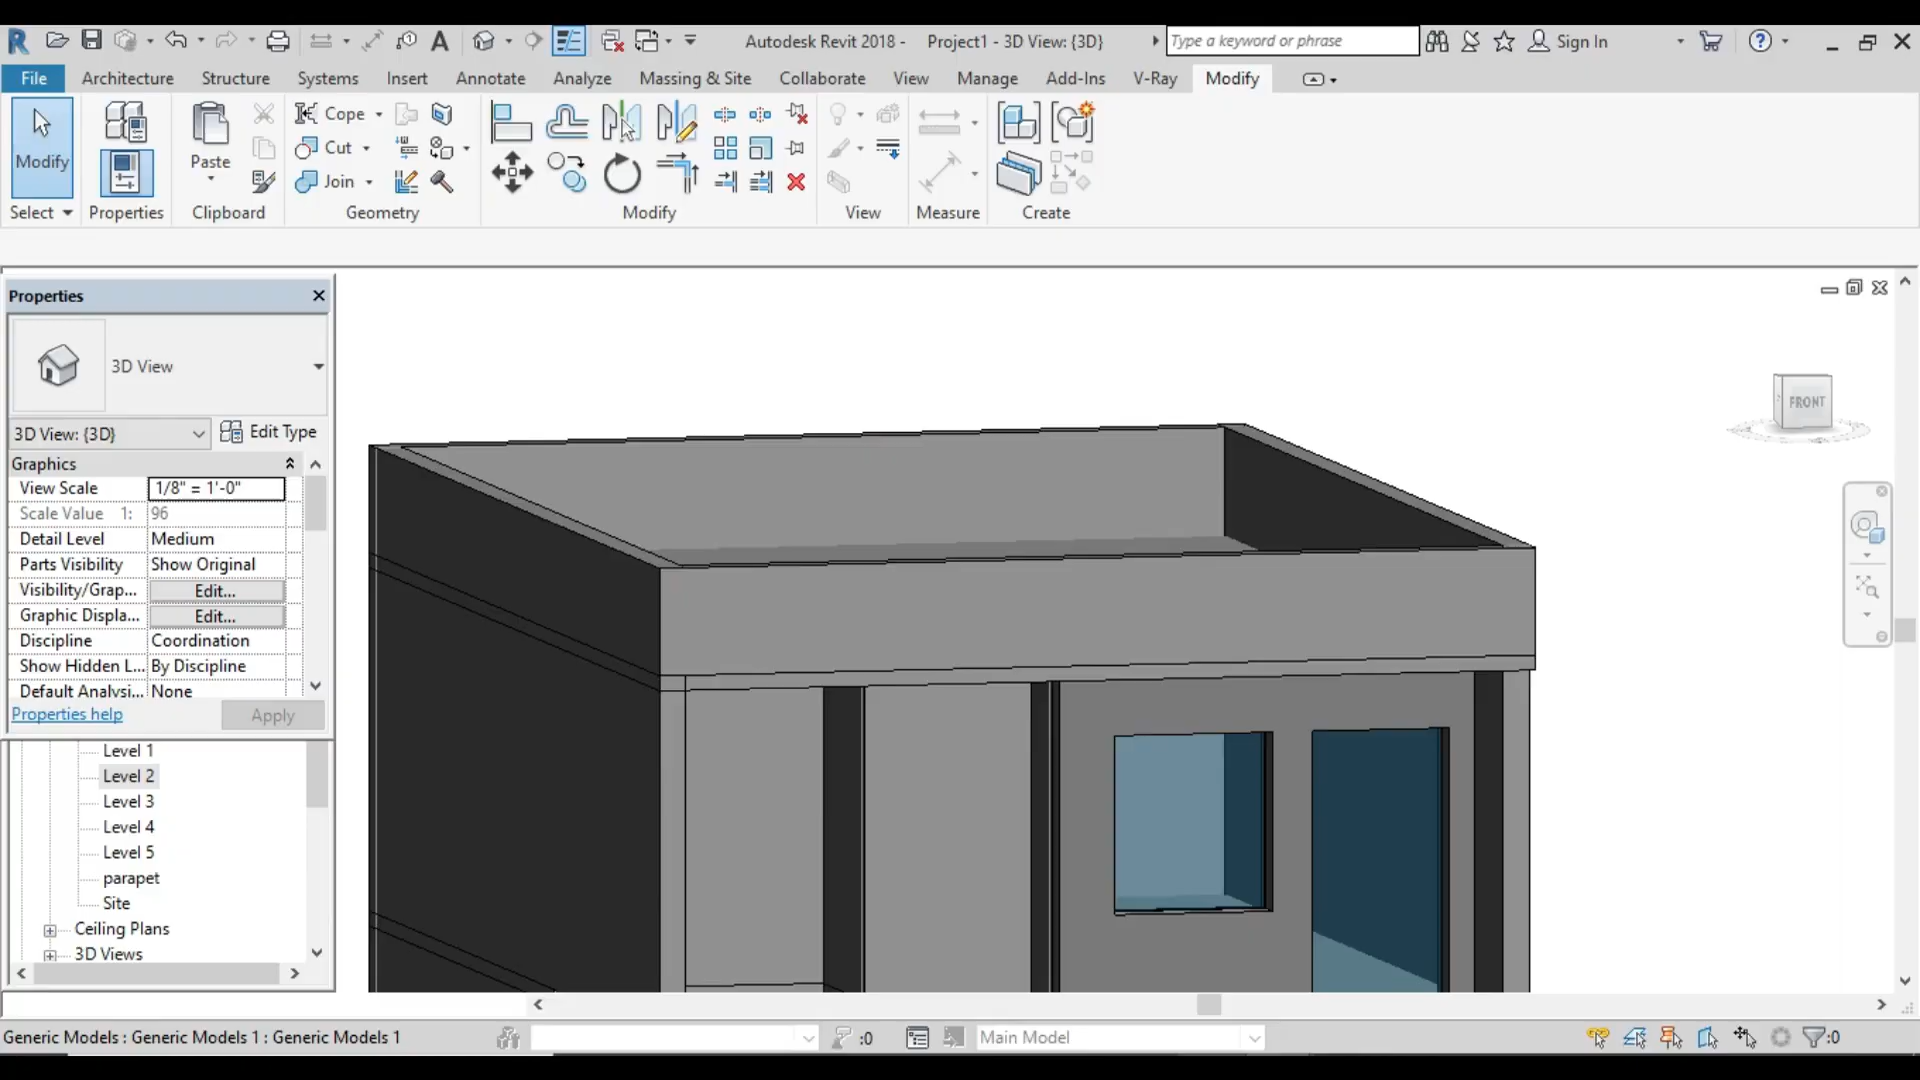 Autodesk Revit 2018 - Project1 - 3D View: {3D}
Type a keyword or phrase
Sign In
File Architecture Structure Systems Insert Annotate Analyze Massing & Site Collaborate View Manage Add-Ins V-Ray Modify
Modify
Paste
Cope
Cut
Join
Select Properties Clipboard Geometry Modify View Measure Create
Properties
3D View
3D View: {3D} Edit Type
Graphics
View Scale 1/8" = 1'-0"
Scale Value 1: 96
Detail Level Medium
Parts Visibility Show Original
Visibility/Grap... Edit...
Graphic Displa... Edit...
Discipline Coordination
Show Hidden L... By Discipline
Default Analysi... None
Properties help Apply
Level 1
Level 2
Level 3
Level 4
Level 5
parapet
Site
Ceiling Plans
3D Views
FRONT
Generic Models : Generic Models 1 : Generic Models 1
:0
Main Model
:0